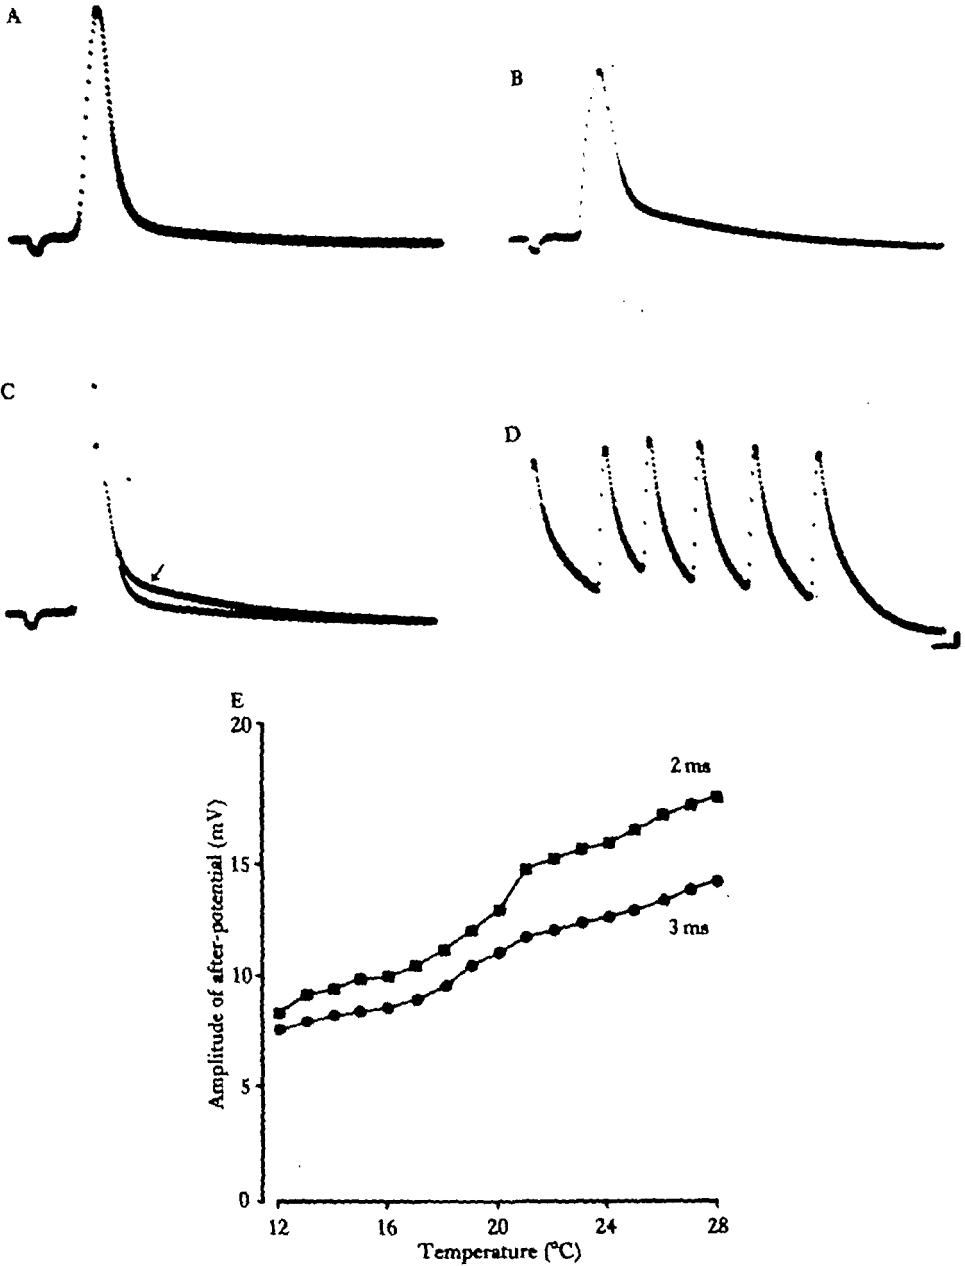 A
B
C
D
E
20
15
10
5
0
Amplitude of after-potential (mV)
2 ms
3 ms
12 16 20 24 28
Temperature (°C)